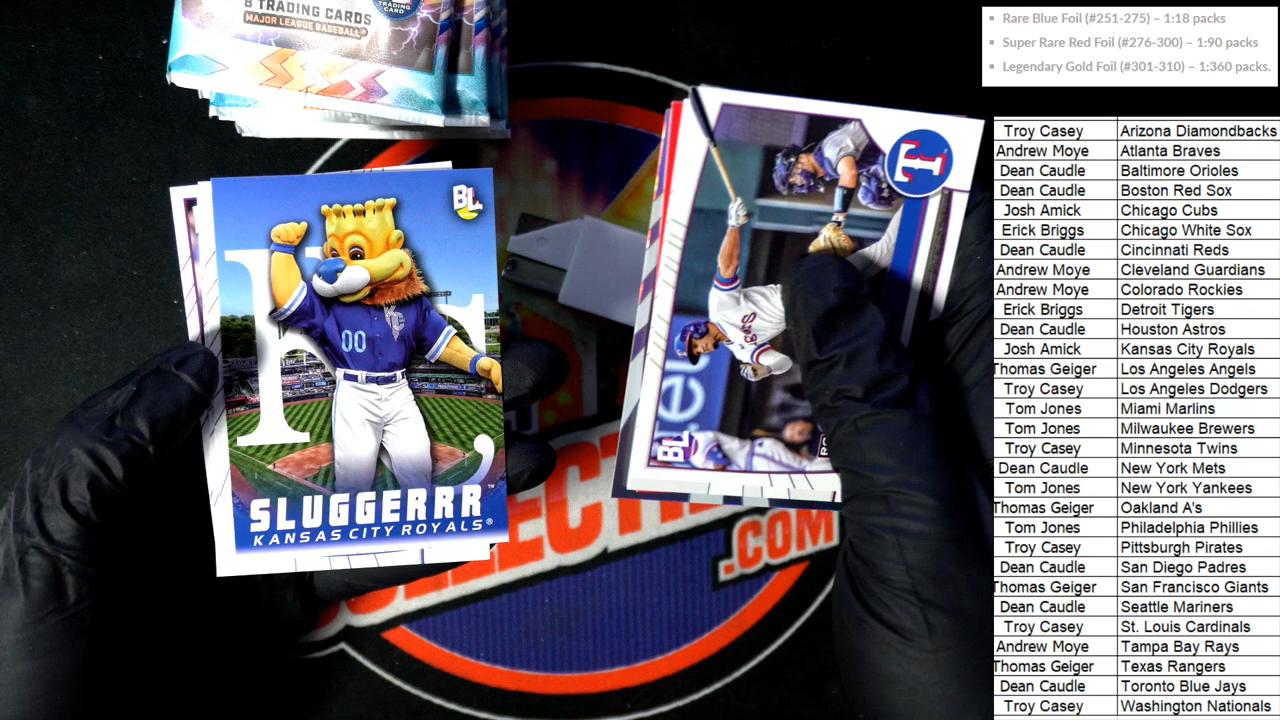 8 TRADING CARDS
MAJOR LEAGUE BASEBALL®
TRADING CARD
Rare Blue Foil (#251-275) – 1:18 packs
Super Rare Red Foil (#276-300) – 1:90 packs
Legendary Gold Foil (#301-310) – 1:360 packs.
BL
KC
00
SLUGGERRR™
KANSAS CITY ROYALS®
T
BL
.COM
Troy Casey Arizona Diamondbacks
Andrew Moye Atlanta Braves
Dean Caudle Baltimore Orioles
Dean Caudle Boston Red Sox
Josh Amick Chicago Cubs
Erick Briggs Chicago White Sox
Dean Caudle Cincinnati Reds
Andrew Moye Cleveland Guardians
Andrew Moye Colorado Rockies
Erick Briggs Detroit Tigers
Dean Caudle Houston Astros
Josh Amick Kansas City Royals
Thomas Geiger Los Angeles Angels
Troy Casey Los Angeles Dodgers
Tom Jones Miami Marlins
Tom Jones Milwaukee Brewers
Troy Casey Minnesota Twins
Dean Caudle New York Mets
Tom Jones New York Yankees
Thomas Geiger Oakland A's
Tom Jones Philadelphia Phillies
Troy Casey Pittsburgh Pirates
Dean Caudle San Diego Padres
Thomas Geiger San Francisco Giants
Dean Caudle Seattle Mariners
Troy Casey St. Louis Cardinals
Andrew Moye Tampa Bay Rays
Thomas Geiger Texas Rangers
Dean Caudle Toronto Blue Jays
Troy Casey Washington Nationals